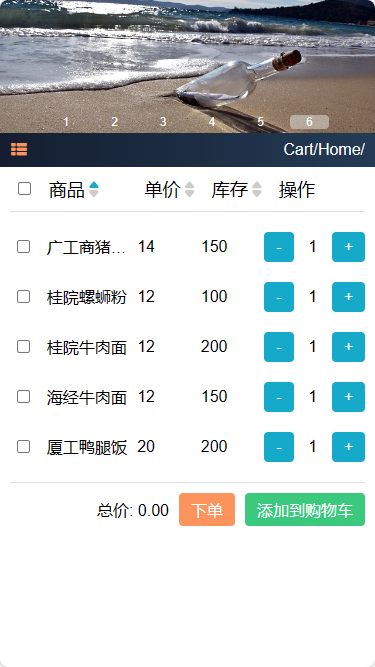 1 2 3 4 5 6
Cart/Home/
商品 单价 库存 操作
广工商猪... 14 150 - 1 +
桂院螺蛳粉 12 100 - 1 +
桂院牛肉面 12 200 - 1 +
海经牛肉面 12 150 - 1 +
厦工鸭腿饭 20 200 - 1 +
总价: 0.00 下单 添加到购物车